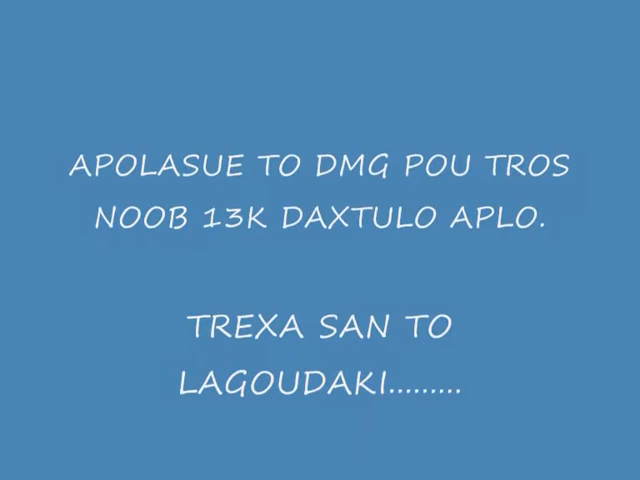 APOLASUE TO DMG POU TROS
NOOB 13K DAXTULO APLO.
TREXA SAN TO
LAGOUDAKI.........